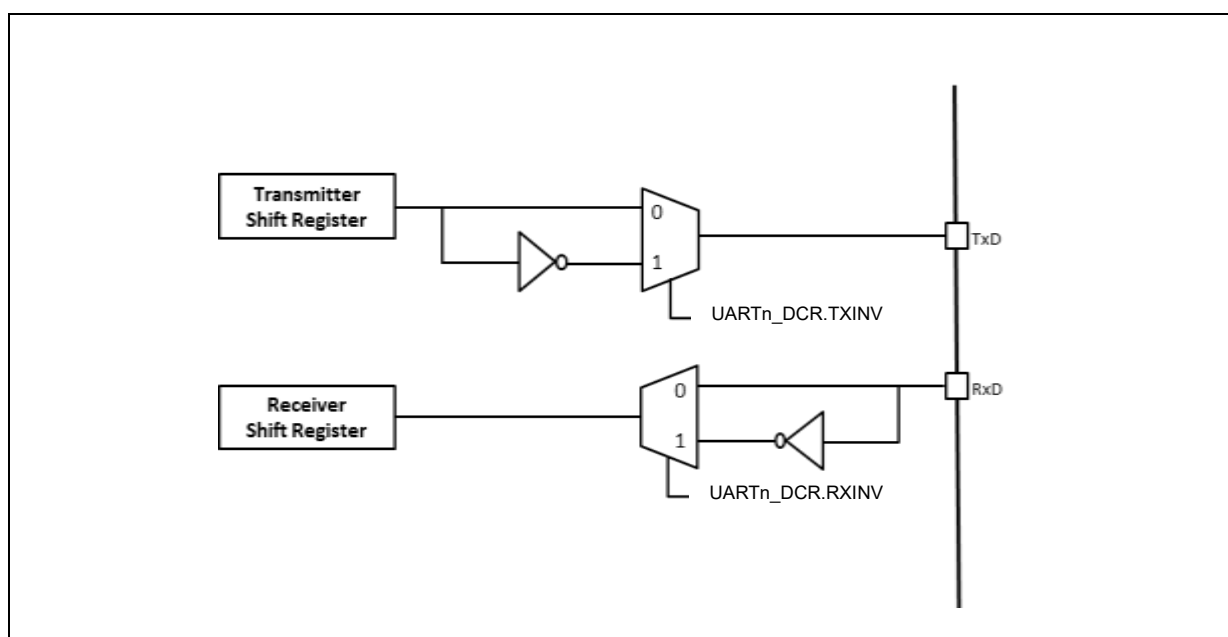 Transmitter
Shift Register
0
1
TxD
UARTn_DCR.TXINV
Receiver
Shift Register
0
1
RxD
UARTn_DCR.RXINV